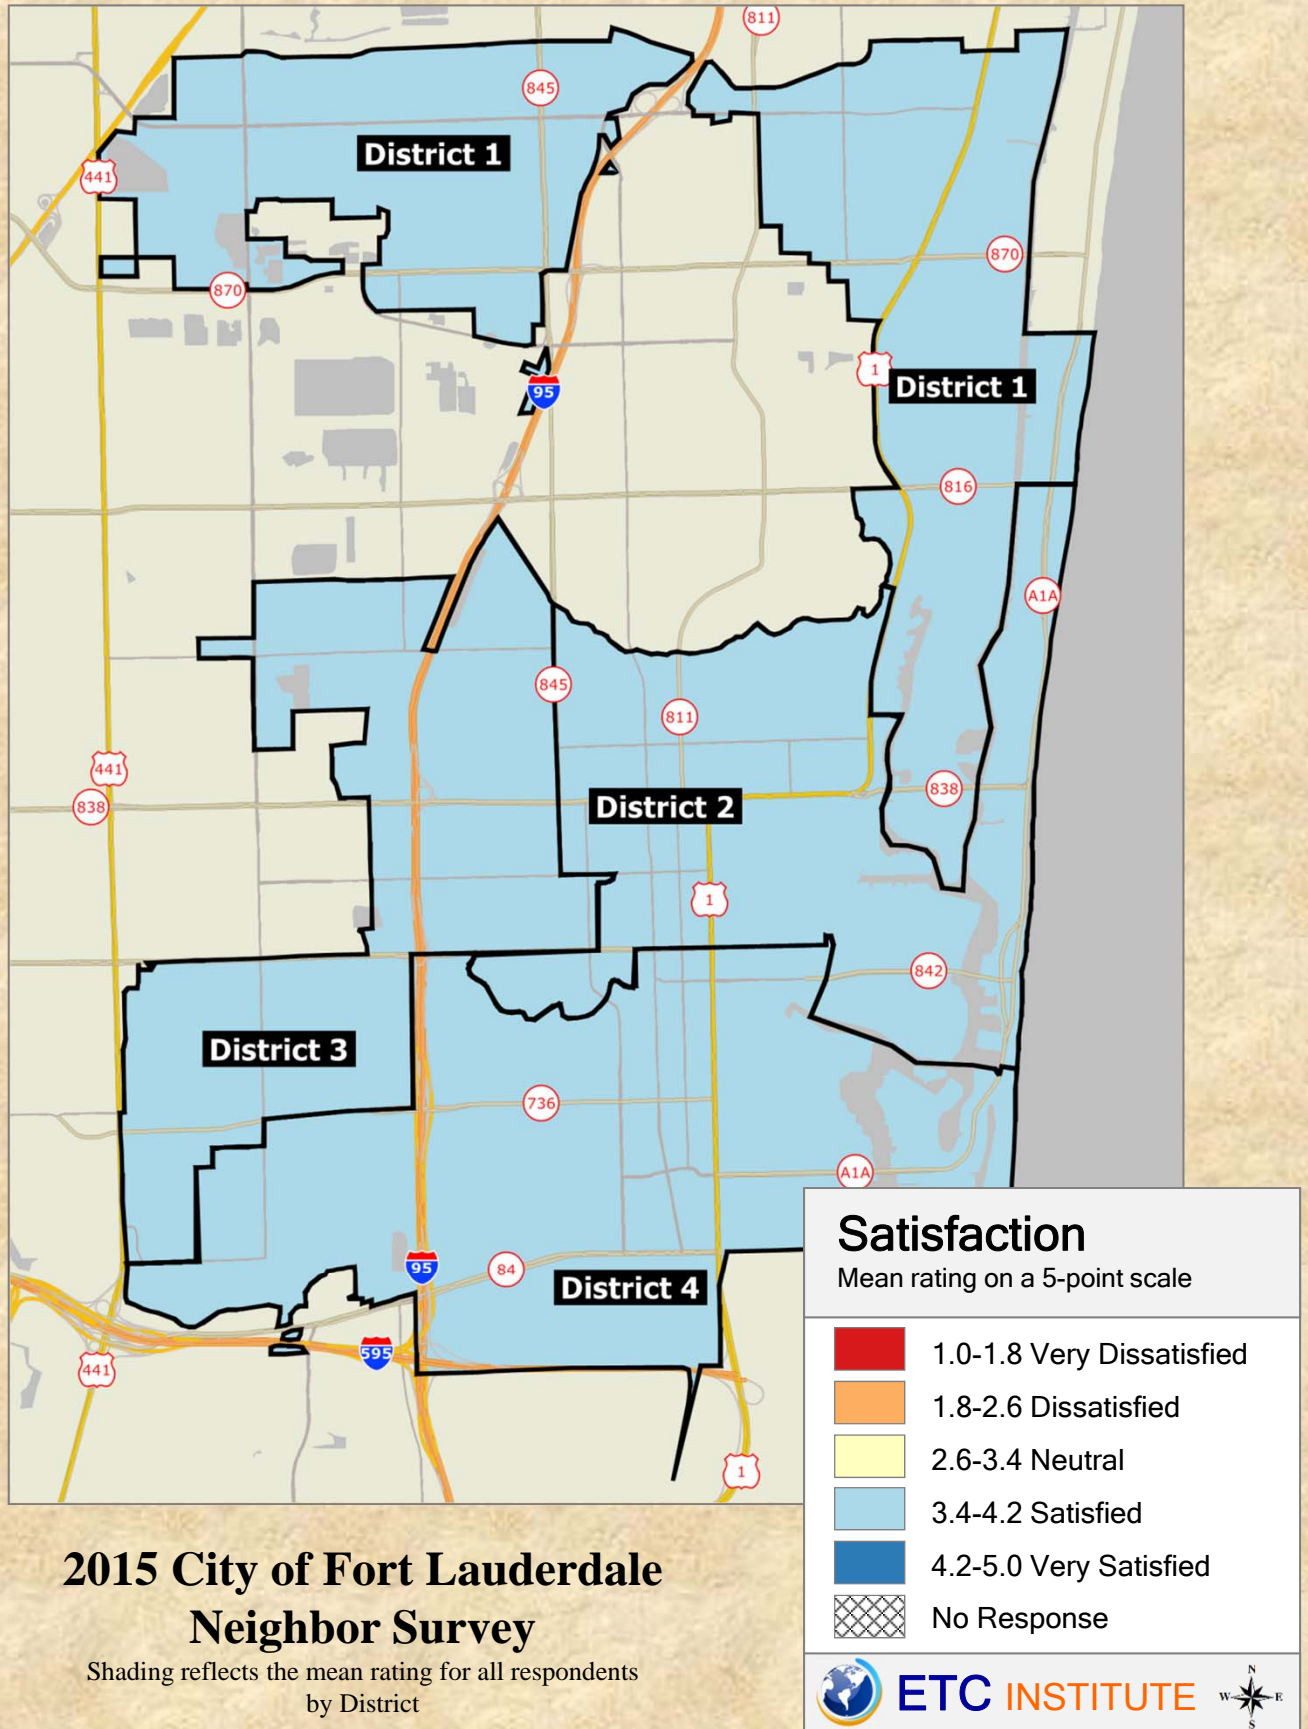 811
845
District 1
441
870
870
1
District 1
95
816
A1A
845
811
441
838
District 2
838
1
842
District 3
736
A1A
95
84
District 4
595
441
1
Satisfaction
Mean rating on a 5-point scale
1.0-1.8 Very Dissatisfied
1.8-2.6 Dissatisfied
2.6-3.4 Neutral
3.4-4.2 Satisfied
4.2-5.0 Very Satisfied
No Response
2015 City of Fort Lauderdale
Neighbor Survey
Shading reflects the mean rating for all respondents
by District
ETC INSTITUTE
N
W E
S